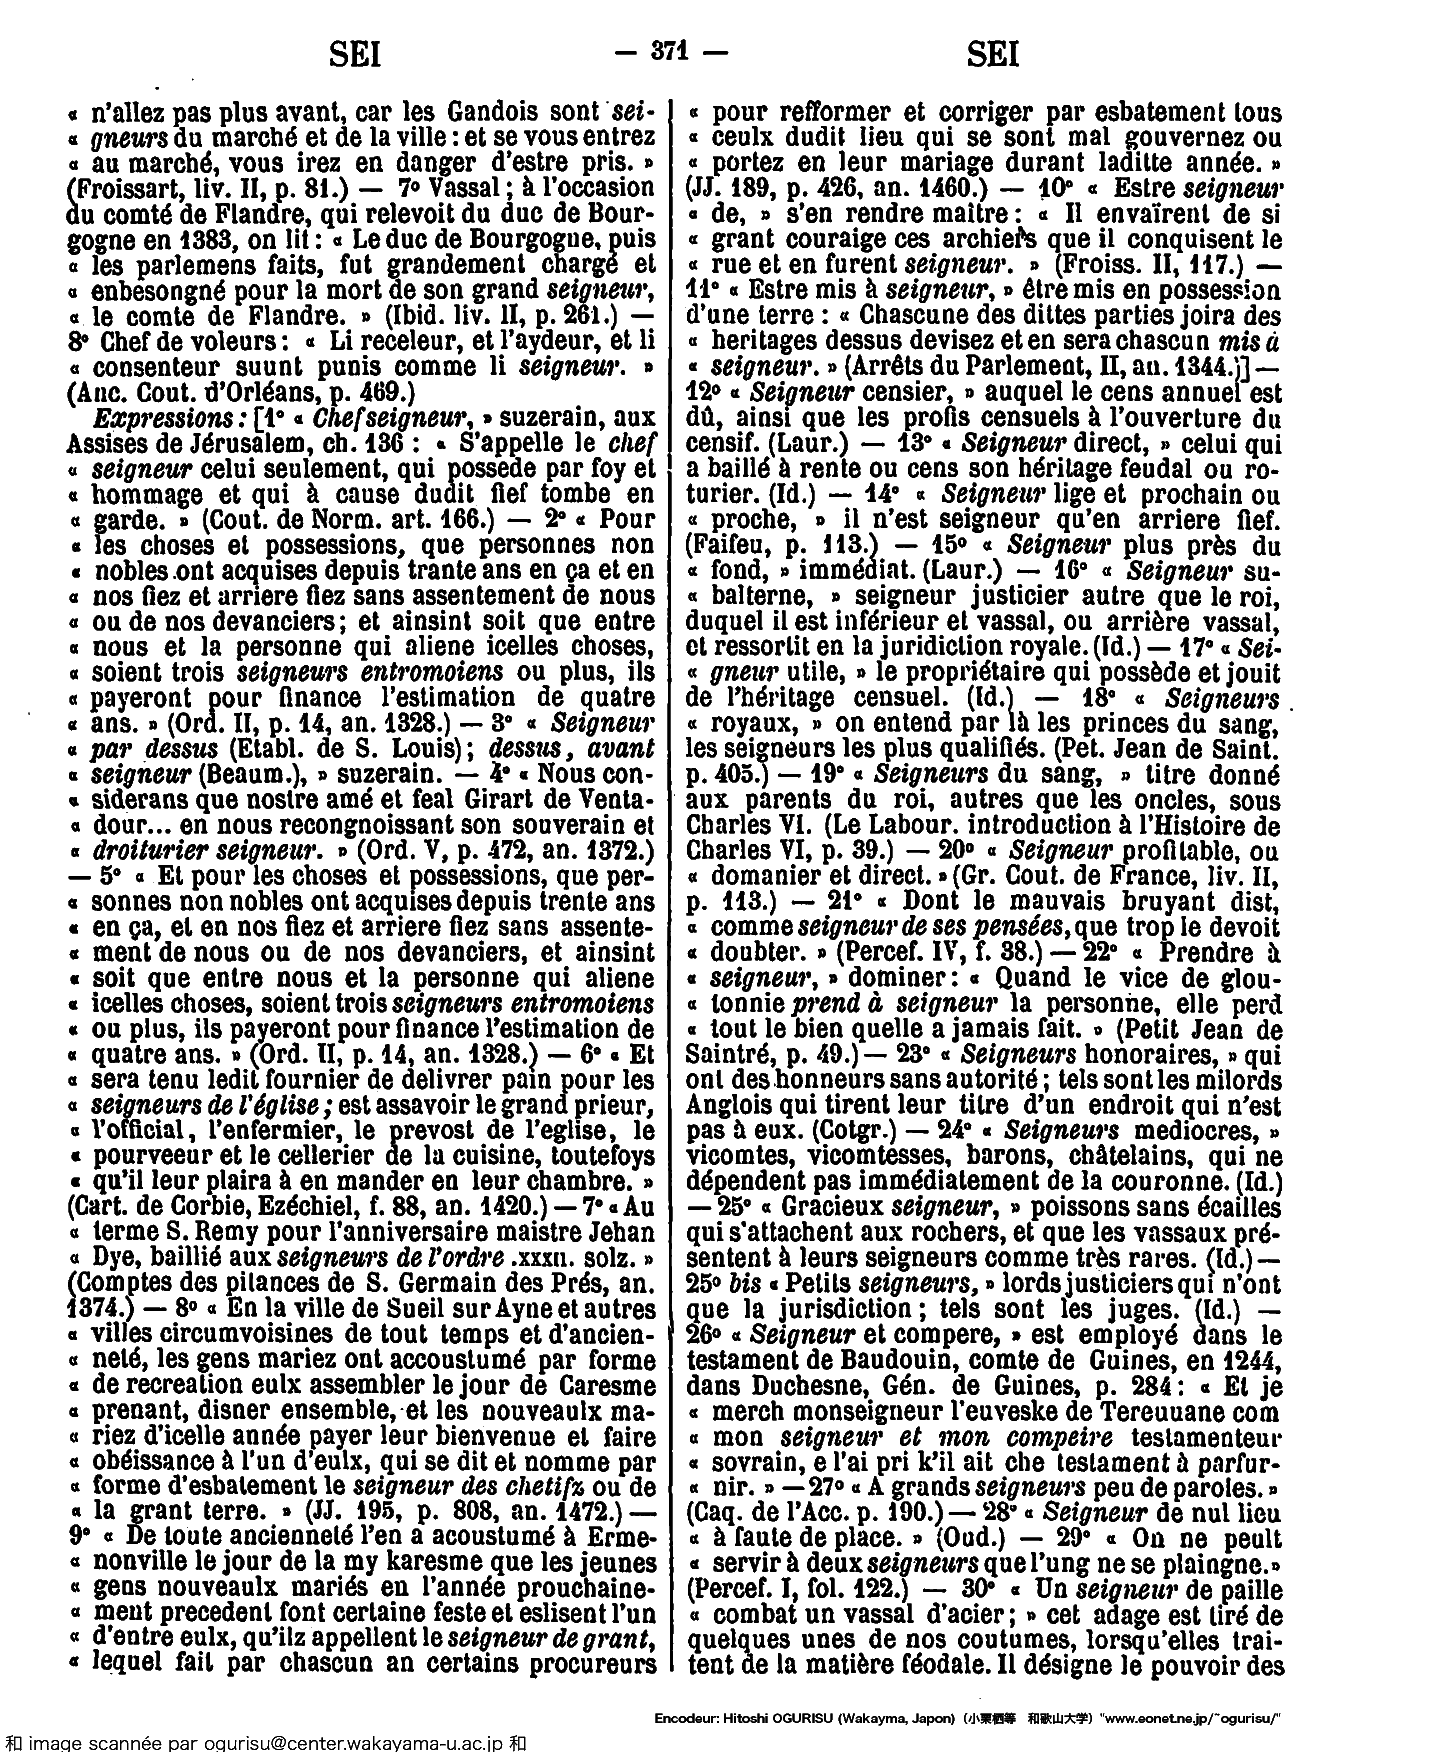 SEI
— 371 —
SEI
« n'allez pas plus avant, car les Gandois sont sei-
« gneurs du marché et de la ville : et se vous entrez
« au marché, vous irez en danger d'estre pris. »
(Froissart, liv. II, p. 81.) — 7º Vassal ; à l'occasion
du comté de Flandre, qui relevoit du duc de Bour-
gogne en 1383, on lit : « Le duc de Bourgogue, puis
« les parlemens faits, fut grandement chargé et
« enbesongné pour la mort de son grand seigneur,
« le comte de Flandre. » (Ibid. liv. II, p. 261.) —
8º Chef de voleurs : « Li receleur, et l'aydeur, et li
« consenteur suunt punis comme li seigneur. »
(Anc. Cout. d'Orléans, p. 469.)
Expressions : [1º « Chef seigneur, » suzerain, aux
Assises de Jérusalem, ch. 136 : « S'appelle le chef
« seigneur celui seulement, qui possede par foy et
« hommage et qui à cause dudit fief tombe en
« garde. » (Cout. de Norm. art. 166.) — 2º « Pour
« les choses et possessions, que personnes non
« nobles ont acquises depuis trante ans en ça et en
« nos fiez et arriere fiez sans assentement de nous
« ou de nos devanciers ; et ainsint soit que entre
« nous et la personne qui aliene icelles choses,
« soient trois seigneurs entromoiens ou plus, ils
« payeront pour finance l'estimation de quatre
« ans. » (Ord. II, p. 14, an. 1328.) — 3º « Seigneur
« par dessus (Etabl. de S. Louis) ; dessus, avant
« seigneur (Beaum.), » suzerain. — 4º « Nous con-
« siderans que nostre amé et feal Girart de Venta-
« dour... en nous recongnoissant son souverain et
« droiturier seigneur. » (Ord. V, p. 472, an. 1372.)
— 5º « Et pour les choses et possessions, que per-
« sonnes non nobles ont acquises depuis trente ans
« en ça, et en nos fiez et arriere fiez sans assente-
« ment de nous ou de nos devanciers, et ainsint
« soit que entre nous et la personne qui aliene
« icelles choses, soient trois seigneurs entromoiens
« ou plus, ils payeront pour finance l'estimation de
« quatre ans. » (Ord. II, p. 14, an. 1328.) — 6º « Et
« sera tenu ledit fournier de delivrer pain pour les
« seigneurs de l'église ; est assavoir le grand prieur,
« l'official, l'enfermier, le prevost de l'eglise, le
« pourveeur et le cellerier de la cuisine, toutefoys
« qu'il leur plaira à en mander en leur chambre. »
(Cart. de Corbie, Ezéchiel, f. 88, an. 1420.) — 7º « Au
« terme S. Remy pour l'anniversaire maistre Jehan
« Dye, baillié aux seigneurs de l'ordre .xxxii. solz. »
(Comptes des pitances de S. Germain des Prés, an.
1374.) — 8º « En la ville de Sueil sur Ayne et autres
« villes circumvoisines de tout temps et d'ancien-
« neté, les gens mariez ont accoustumé par forme
« de recreation eulx assembler le jour de Caresme
« prenant, disner ensemble, et les nouveaulx ma-
« riez d'icelle année payer leur bienvenue et faire
« obéissance à l'un d'eulx, qui se dit et nomme par
« forme d'esbatement le seigneur des chetifz ou de
« la grant terre. » (JJ. 195, p. 808, an. 1472.) —
9º « De toute ancienneté l'en a acoustumé à Erme-
« nonville le jour de la my karesme que les jeunes
« gens nouveaulx mariés en l'année prouchaine-
« ment precedent font certaine feste et eslisent l'un
« d'entre eulx, qu'ilz appellent le seigneur de grant,
« lequel fait par chascun an certains procureurs
« pour refformer et corriger par esbatement tous
« ceulx dudit lieu qui se sont mal gouvernez ou
« portez en leur mariage durant laditte année. »
(JJ. 189, p. 426, an. 1460.) — 10º « Estre seigneur
« de, » s'en rendre maitre : « Il envaïrent de si
« grant couraige ces archiers que il conquisent le
« rue et en furent seigneur. » (Froiss. II, 117.) —
11º « Estre mis à seigneur, » être mis en possession
d'une terre : « Chascune des dittes parties joira des
« heritages dessus devisez et en sera chascun mis à
« seigneur. » (Arrêts du Parlement, II, an. 1344.)] —
12º « Seigneur censier, » auquel le cens annuel est
dû, ainsi que les profis censuels à l'ouverture du
censif. (Laur.) — 13º « Seigneur direct, » celui qui
a baillé à rente ou cens son héritage feudal ou ro-
turier. (Id.) — 14º « Seigneur lige et prochain ou
« proche, » il n'est seigneur qu'en arriere fief.
(Faifeu, p. 113.) — 15º « Seigneur plus près du
« fond, » immédiat. (Laur.) — 16º « Seigneur su-
« balterne, » seigneur justicier autre que le roi,
duquel il est inférieur et vassal, ou arrière vassal,
et ressortit en la juridiction royale. (Id.) — 17º « Sei-
« gneur utile, » le propriétaire qui possède et jouit
de l'héritage censuel. (Id.) — 18º « Seigneurs
« royaux, » on entend par là les princes du sang,
les seigneurs les plus qualifiés. (Pet. Jean de Saint.
p. 405.) — 19º « Seigneurs du sang, » titre donné
aux parents du roi, autres que les oncles, sous
Charles VI. (Le Labour. introduction à l'Histoire de
Charles VI, p. 39.) — 20º « Seigneur profitable, ou
« domanier et direct. » (Gr. Cout. de France, liv. II,
p. 113.) — 21º « Dont le mauvais bruyant dist,
« comme seigneur de ses pensées, que trop le devoit
« doubter. » (Percef. IV, f. 38.) — 22º « Prendre à
« seigneur, » dominer : « Quand le vice de glou-
« tonnie prend à seigneur la personne, elle perd
« tout le bien quelle a jamais fait. » (Petit Jean de
Saintré, p. 49.) — 23º « Seigneurs honoraires, » qui
ont des honneurs sans autorité ; tels sont les milords
Anglois qui tirent leur titre d'un endroit qui n'est
pas à eux. (Cotgr.) — 24º « Seigneurs mediocres, »
vicomtes, vicomtesses, barons, châtelains, qui ne
dépendent pas immédiatement de la couronne. (Id.)
— 25º « Gracieux seigneur, » poissons sans écailles
qui s'attachent aux rochers, et que les vassaux pré-
sentent à leurs seigneurs comme très rares. (Id.) —
25º bis « Petits seigneurs, » lords justiciers qui n'ont
que la jurisdiction ; tels sont les juges. (Id.) —
26º « Seigneur et compere, » est employé dans le
testament de Baudouin, comte de Guines, en 1244,
dans Duchesne, Gén. de Guines, p. 284 : « Et je
« merch monseigneur l'euveske de Tereuuane com
« mon seigneur et mon compeire testamenteur
« sovrain, e l'ai pri k'il ait che testament à parfur-
« nir. » — 27º « A grands seigneurs peu de paroles. »
(Caq. de l'Acc. p. 190.) — 28º « Seigneur de nul lieu
« à faute de place. » (Oud.) — 29º « On ne peult
« servir à deux seigneurs que l'ung ne se plaingne. »
(Percef. I, fol. 122.) — 30º « Un seigneur de paille
« combat un vassal d'acier ; » cet adage est tiré de
quelques unes de nos coutumes, lorsqu'elles trai-
tent de la matière féodale. Il désigne le pouvoir des
Encodeur: Hitoshi OGURISU (Wakayma, Japon) (小栗栖等 和歌山大学) "www.eonet.ne.jp/~ogurisu/"
和 image scannée par ogurisu@center.wakayama-u.ac.jp 和